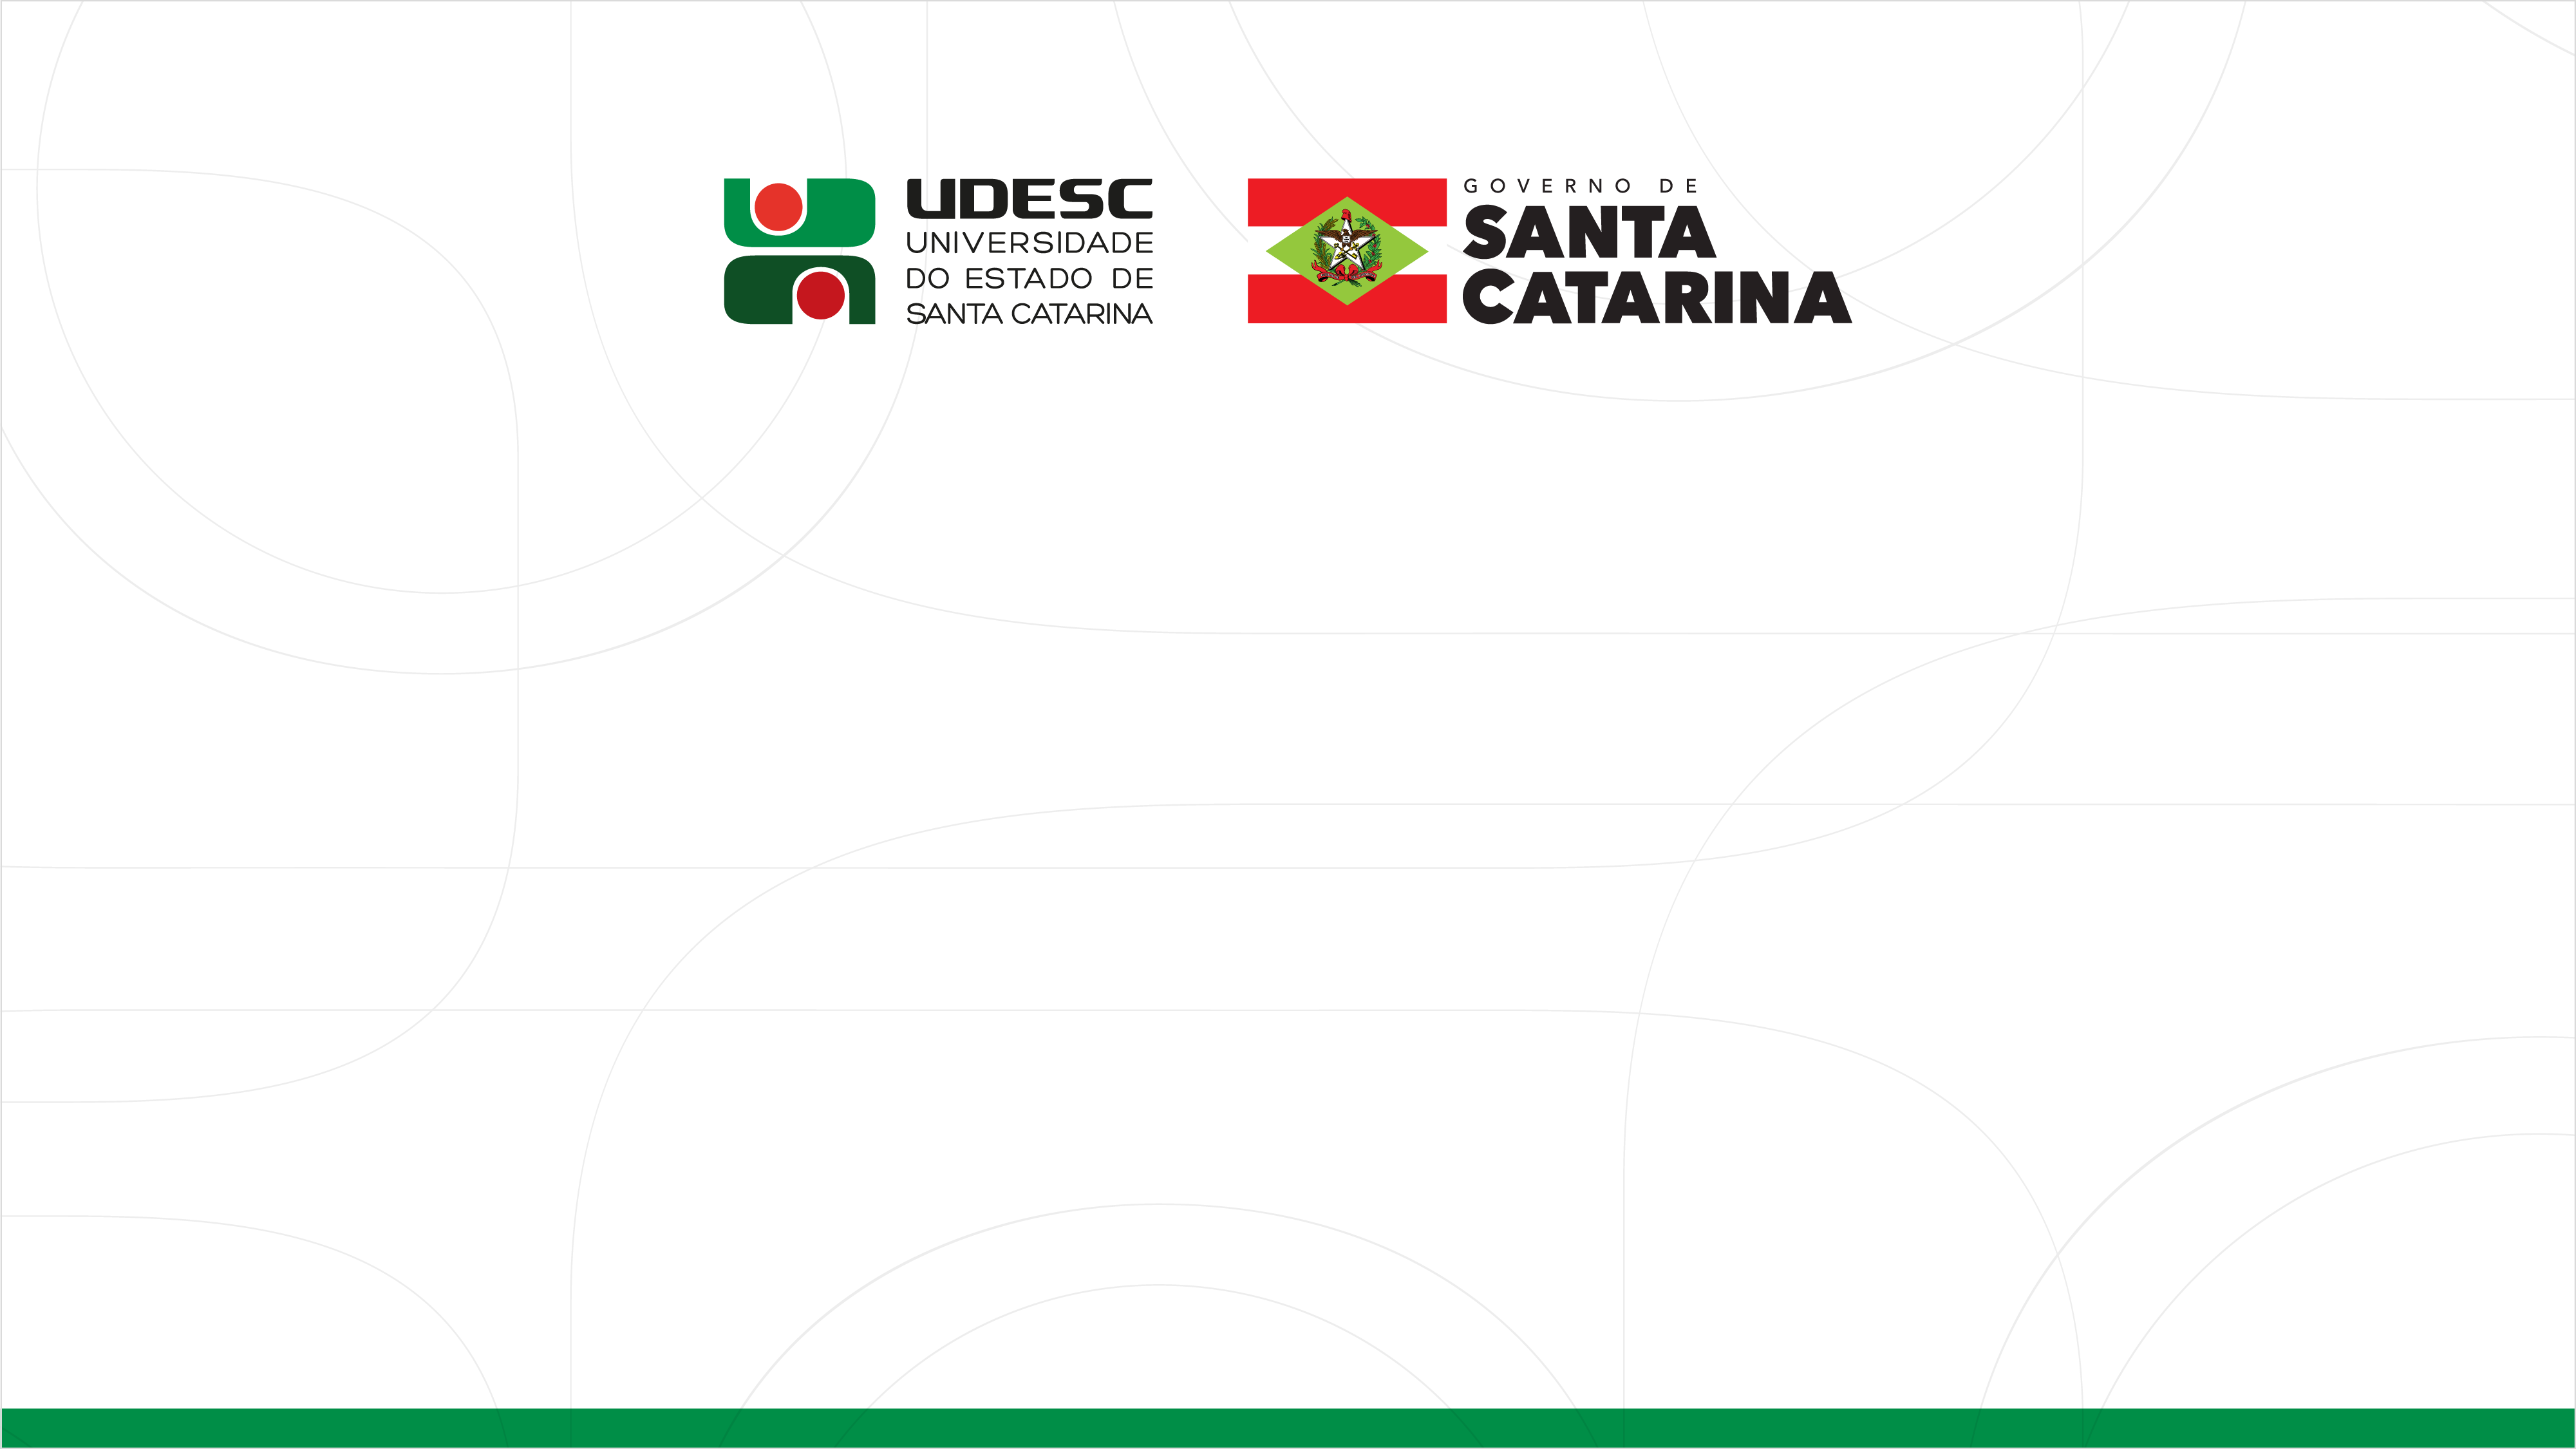 UDESC
UNIVERSIDADE
DO ESTADO DE
SANTA CATARINA
GOVERNO DE
SANTA
CATARINA